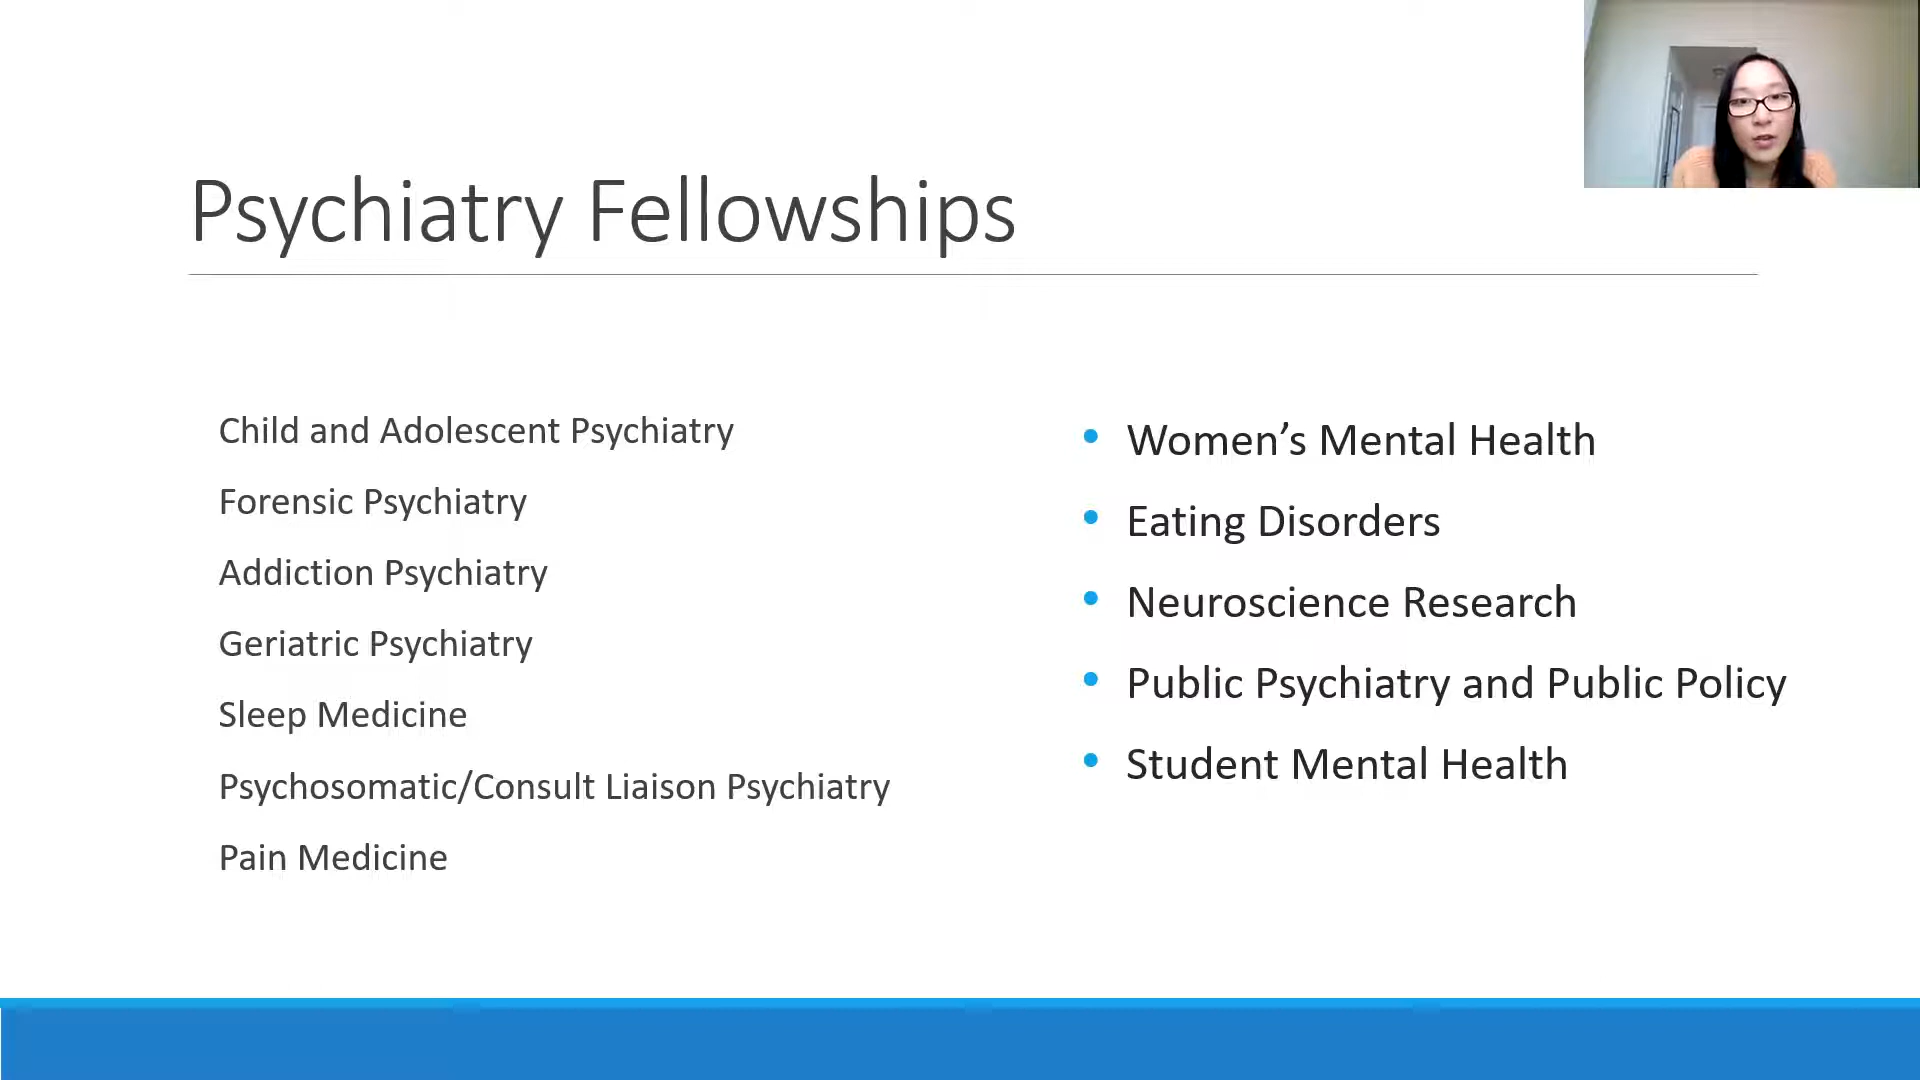 Psychiatry Fellowships
Child and Adolescent Psychiatry
Forensic Psychiatry
Addiction Psychiatry
Geriatric Psychiatry
Sleep Medicine
Psychosomatic/Consult Liaison Psychiatry
Pain Medicine
• Women’s Mental Health
• Eating Disorders
• Neuroscience Research
• Public Psychiatry and Public Policy
• Student Mental Health